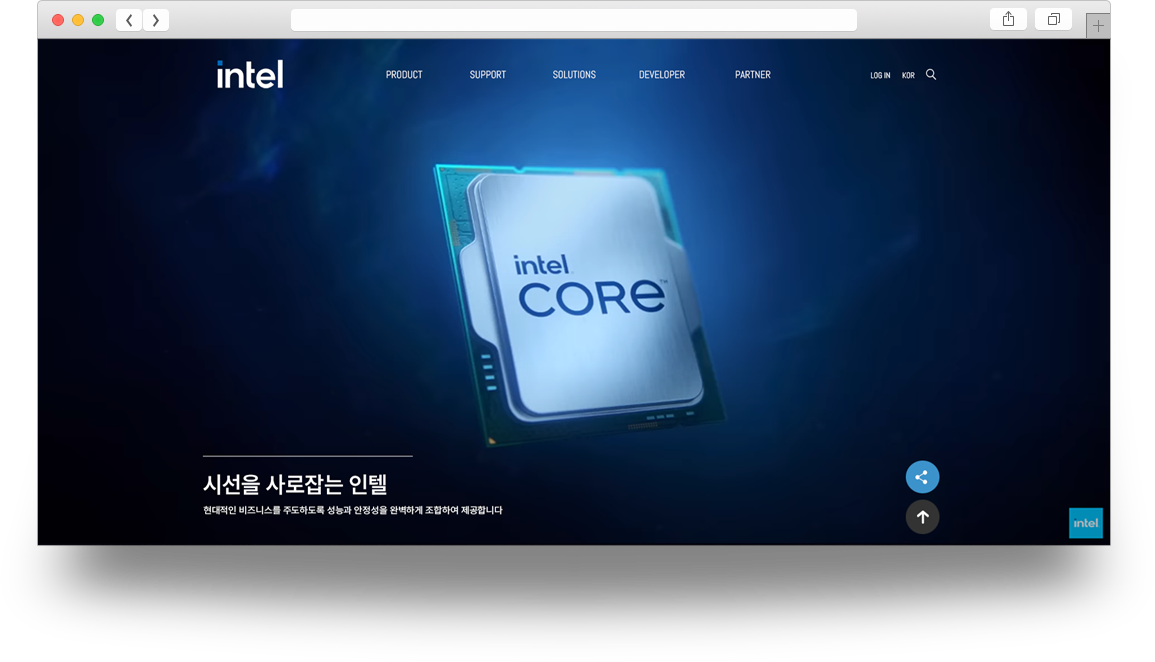 intel
PRODUCT
SUPPORT
SOLUTIONS
DEVELOPER
PARTNER
LOG IN
KOR
intel
CORE™
시선을 사로잡는 인텔
현대적인 비즈니스를 주도하도록 성능과 안정성을 완벽하게 조합하여 제공합니다
intel